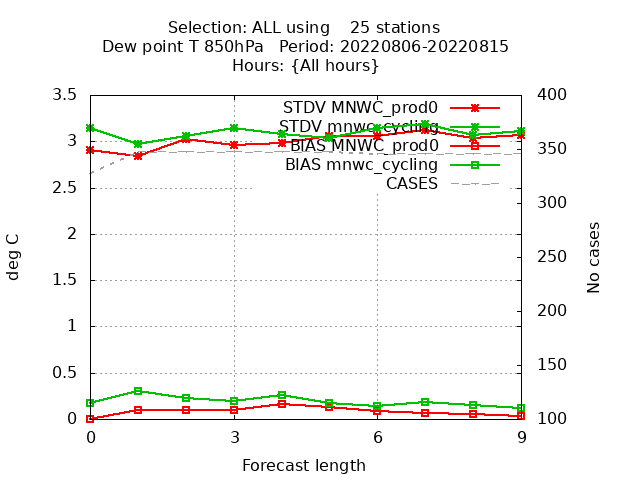 Selection: ALL using    25 stations
Dew point T 850hPa   Period: 20220806-20220815
Hours: {All hours}
3.5
3
2.5
2
1.5
1
0.5
0
deg C
400
350
300
250
200
150
100
No cases
STDV MNWC_prod0
STDV mnwc_cycling
BIAS MNWC_prod0
BIAS mnwc_cycling
CASES
0 3 6 9
Forecast length